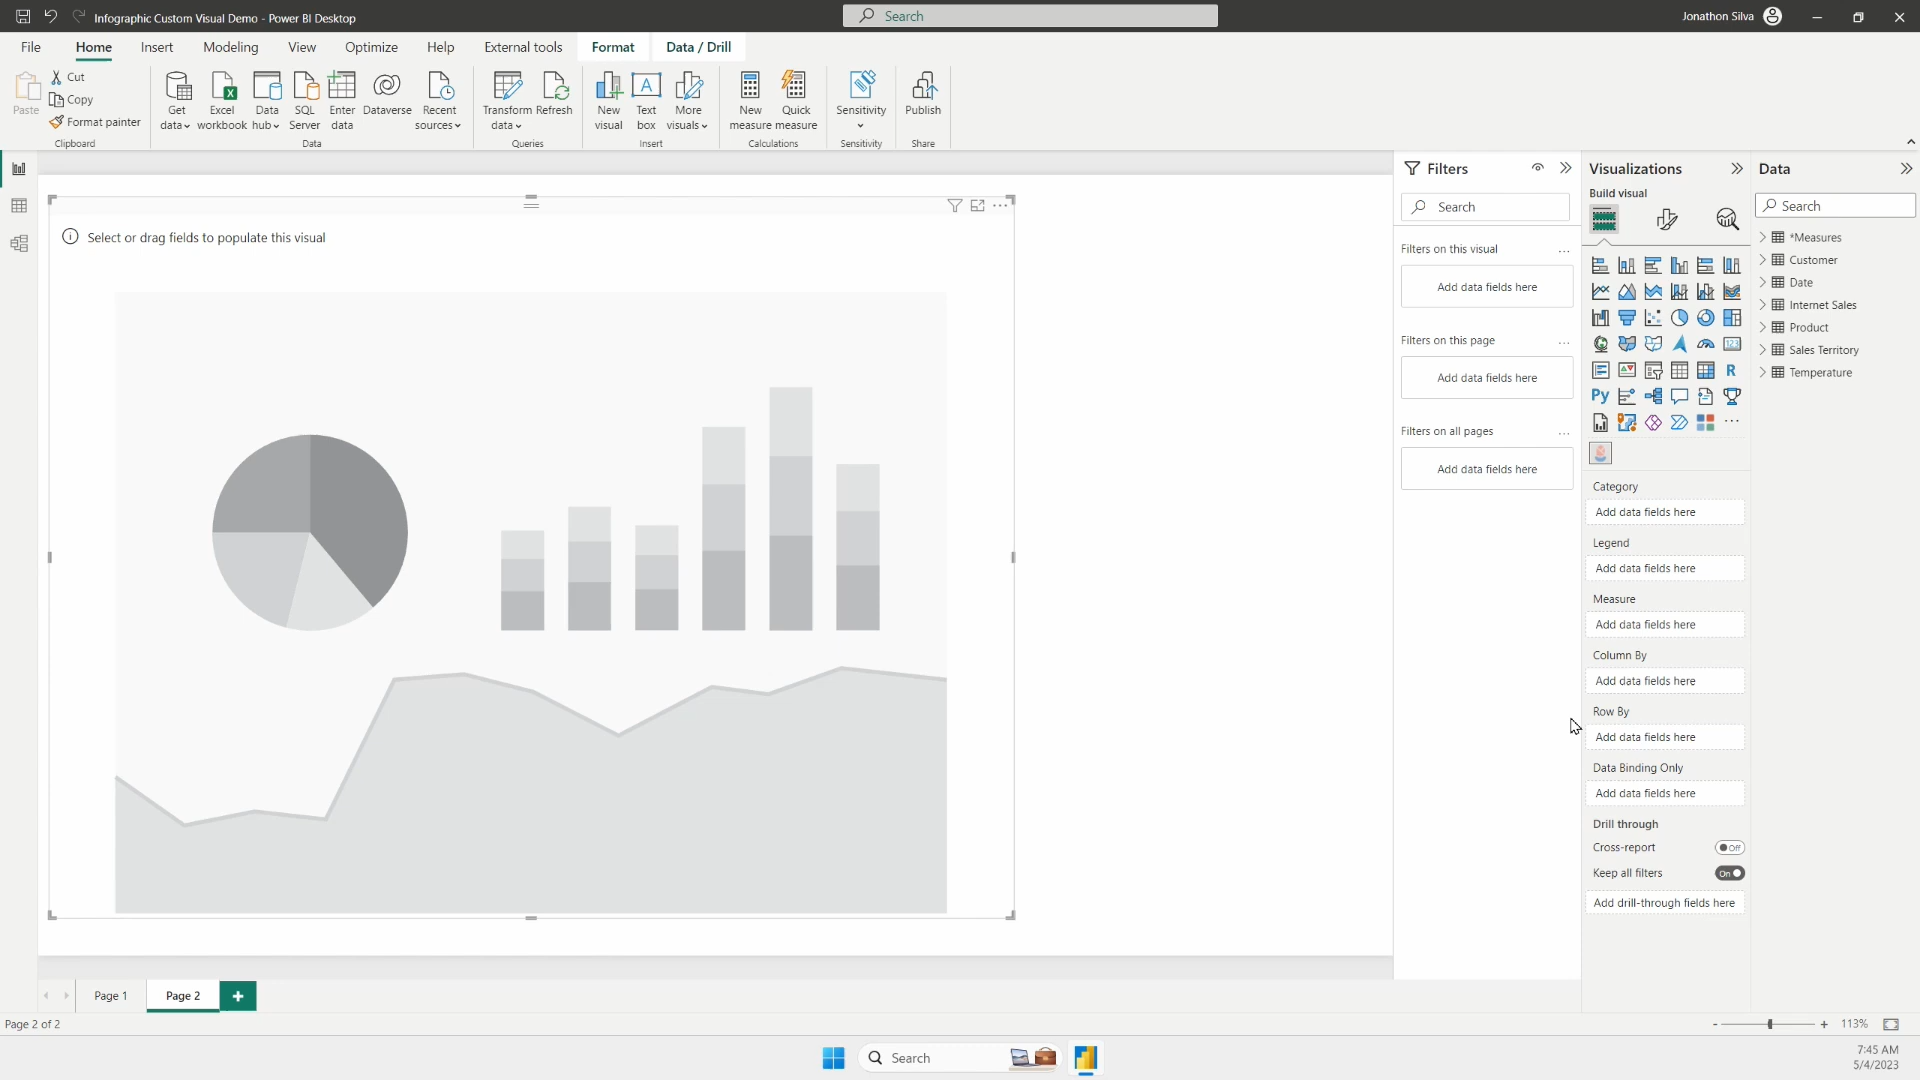 Infographic Custom Visual Demo - Power BI Desktop
Search
Jonathon Silva
File
Home
Insert
Modeling
View
Optimize
Help
External tools
Format
Data / Drill
Paste
Cut
Copy
Format painter
Clipboard
Get
data
Excel
workbook
Data
hub
SQL
Server
Enter
data
Dataverse
Recent
sources
Data
Transform
data
Refresh
Queries
New
visual
Text
box
More
visuals
Insert
New
measure
Quick
measure
Calculations
Sensitivity
Sensitivity
Publish
Share
Select or drag fields to populate this visual
Filters
Search
Filters on this visual
Add data fields here
Filters on this page
Add data fields here
Filters on all pages
Add data fields here
Visualizations
Build visual
123
R
Py
Category
Add data fields here
Legend
Add data fields here
Measure
Add data fields here
Column By
Add data fields here
Row By
Add data fields here
Data Binding Only
Add data fields here
Drill through
Cross-report
Off
Keep all filters
On
Add drill-through fields here
Data
Search
*Measures
Customer
Date
Internet Sales
Product
Sales Territory
Temperature
Page 1
Page 2
Page 2 of 2
113%
Search
7:45 AM
5/4/2023